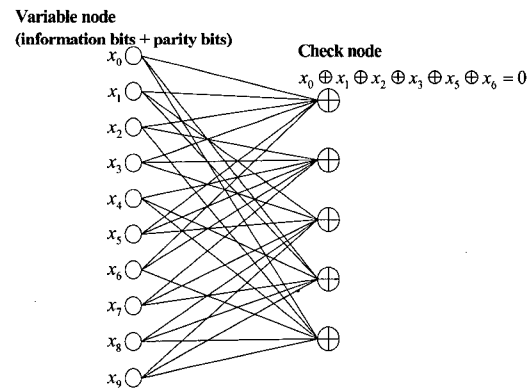 Variable node
(information bits + parity bits)
Check node
x₀ ⊕ x₁ ⊕ x₂ ⊕ x₃ ⊕ x₅ ⊕ x₆ = 0
x₀
x₁
x₂
x₃
x₄
x₅
x₆
x₇
x₈
x₉